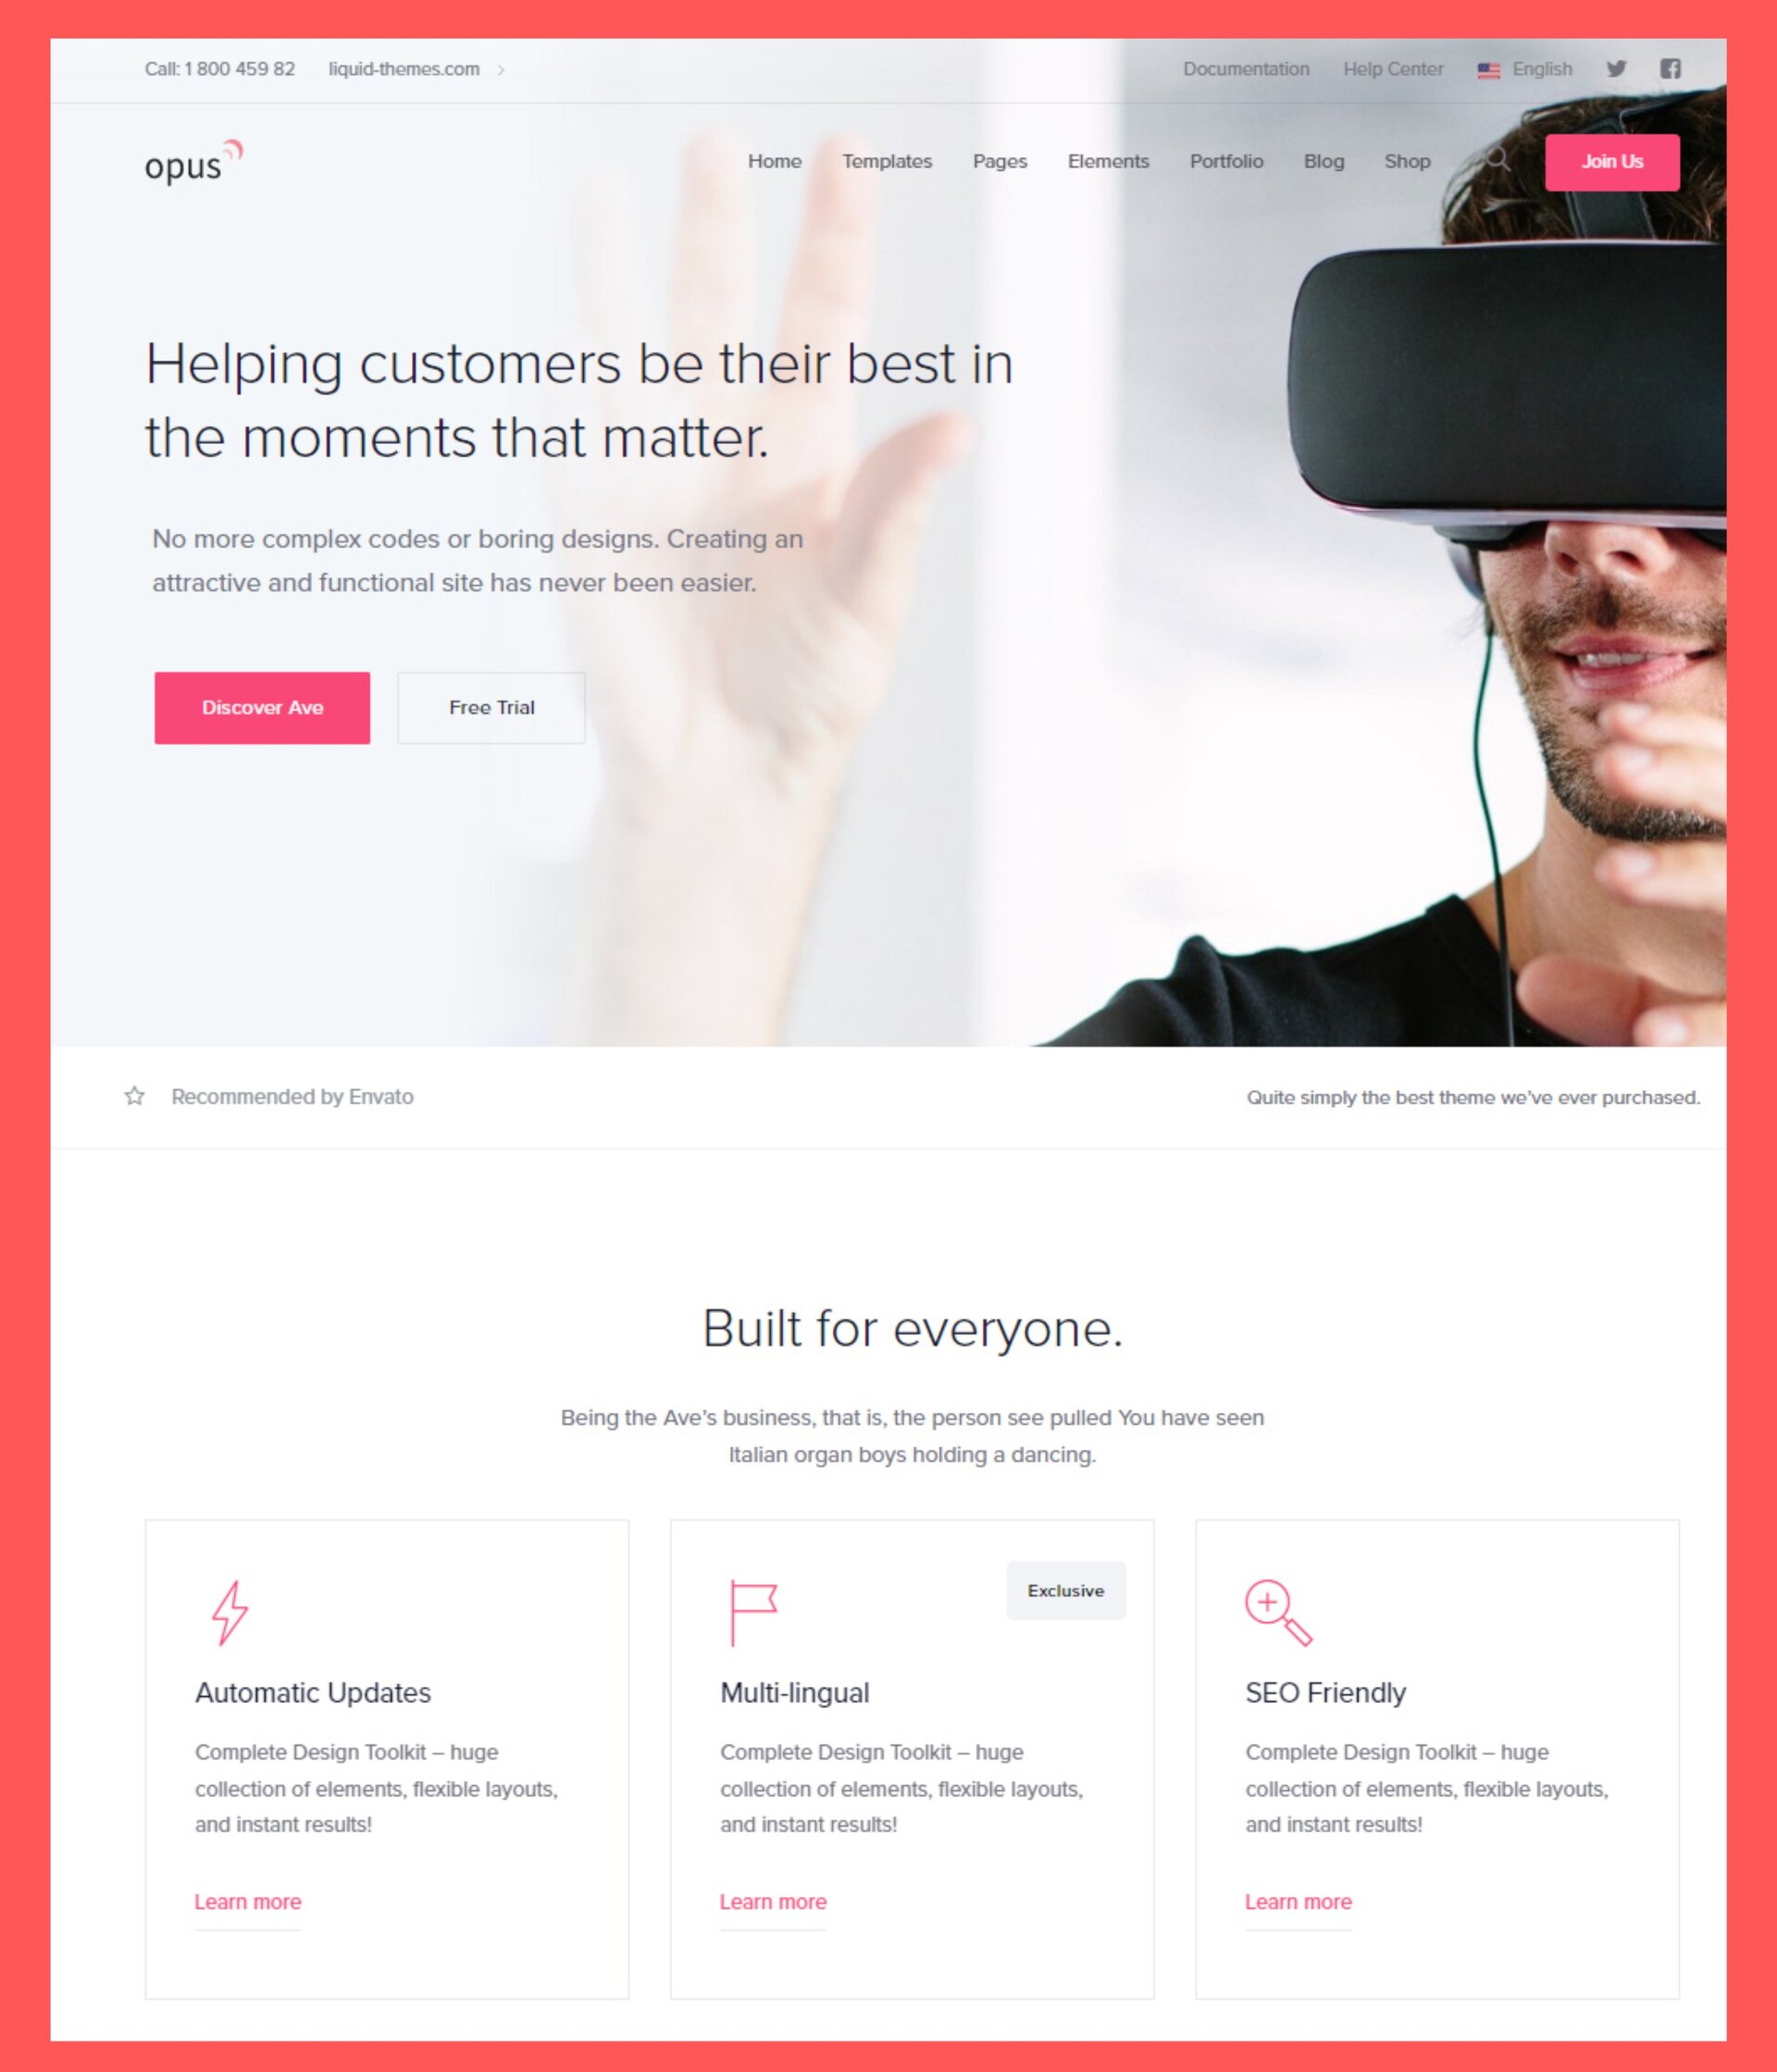 Call: 1 800 459 82 liquid-themes.com
Documentation Help Center English
opus
Home Templates Pages Elements Portfolio Blog Shop Join Us
Helping customers be their best in
the moments that matter.
No more complex codes or boring designs. Creating an
attractive and functional site has never been easier.
Discover Ave Free Trial
Recommended by Envato
Quite simply the best theme we've ever purchased.
Built for everyone.
Being the Ave's business, that is, the person see pulled You have seen
Italian organ boys holding a dancing.
Automatic Updates
Complete Design Toolkit – huge
collection of elements, flexible layouts,
and instant results!
Learn more
Exclusive
Multi-lingual
Complete Design Toolkit – huge
collection of elements, flexible layouts,
and instant results!
Learn more
SEO Friendly
Complete Design Toolkit – huge
collection of elements, flexible layouts,
and instant results!
Learn more